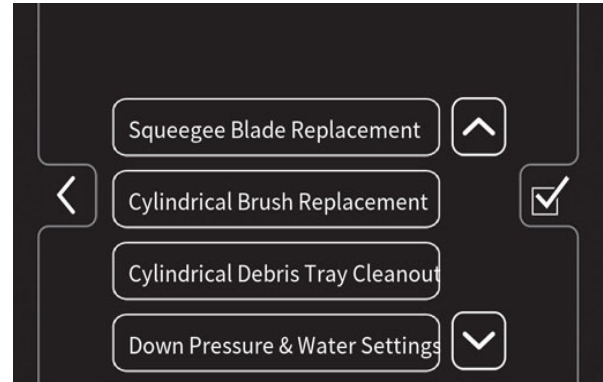 Squeegee Blade Replacement
Cylindrical Brush Replacement
Cylindrical Debris Tray Cleanout
Down Pressure & Water Settings